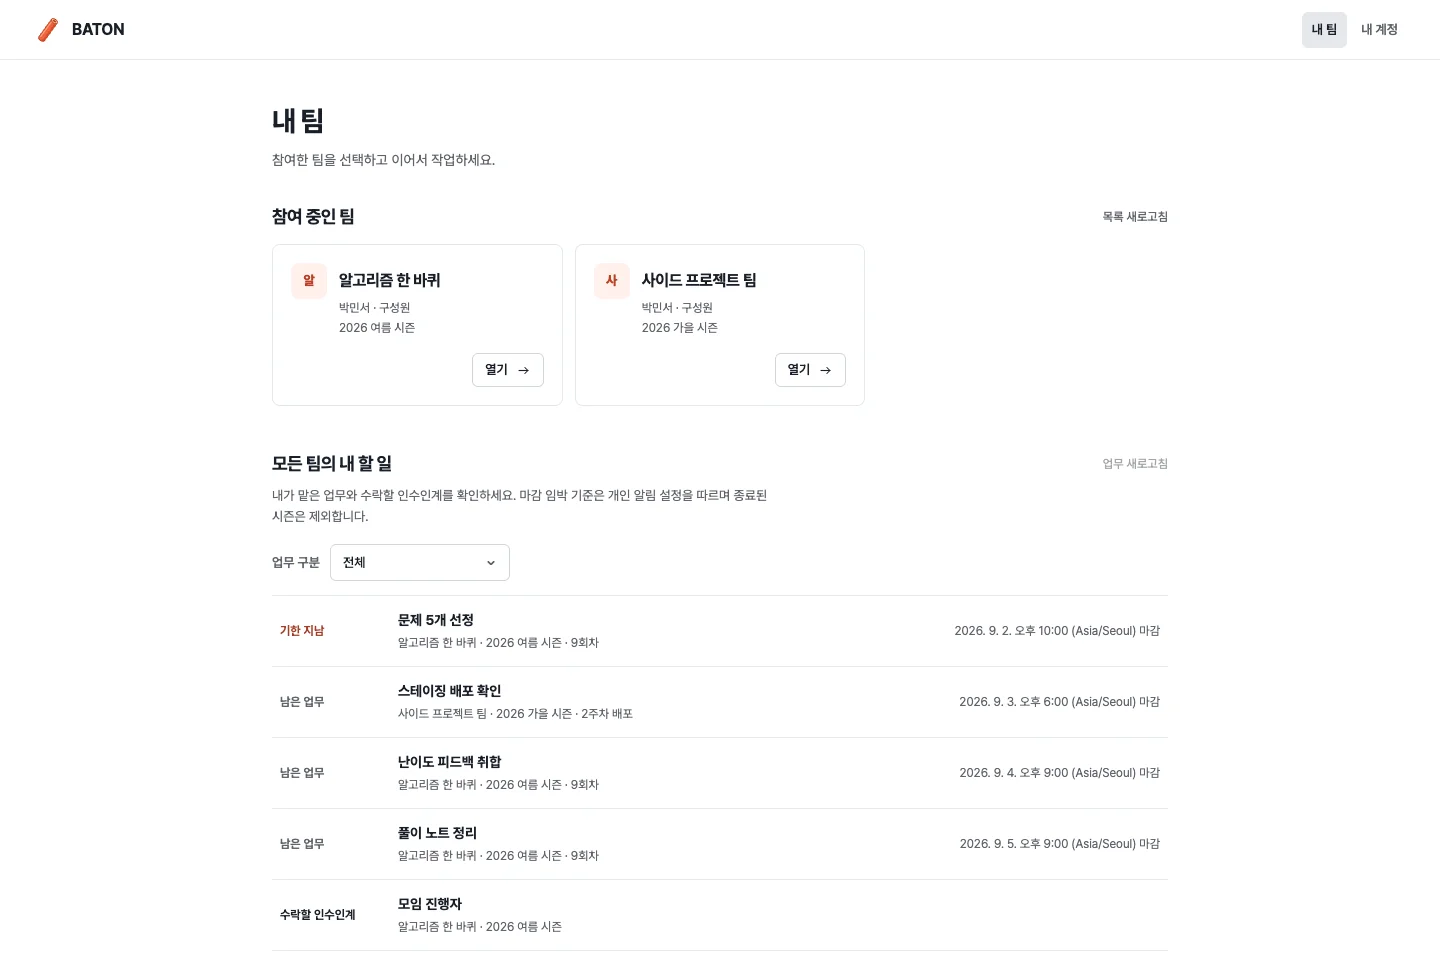 BATON
내 팀
내 계정
내 팀
참여한 팀을 선택하고 이어서 작업하세요.
참여 중인 팀
목록 새로고침
알
알고리즘 한 바퀴
박민서 · 구성원
2026 여름 시즌
열기 →
사
사이드 프로젝트 팀
박민서 · 구성원
2026 가을 시즌
열기 →
모든 팀의 내 할 일
업무 새로고침
내가 맡은 업무와 수락할 인수인계를 확인하세요. 마감 임박 기준은 개인 알림 설정을 따르며 종료된
시즌은 제외합니다.
업무 구분
전체
기한 지남
문제 5개 선정
알고리즘 한 바퀴 · 2026 여름 시즌 · 9회차
2026. 9. 2. 오후 10:00 (Asia/Seoul) 마감
남은 업무
스테이징 배포 확인
사이드 프로젝트 팀 · 2026 가을 시즌 · 2주차 배포
2026. 9. 3. 오후 6:00 (Asia/Seoul) 마감
남은 업무
난이도 피드백 취합
알고리즘 한 바퀴 · 2026 여름 시즌 · 9회차
2026. 9. 4. 오후 9:00 (Asia/Seoul) 마감
남은 업무
풀이 노트 정리
알고리즘 한 바퀴 · 2026 여름 시즌 · 9회차
2026. 9. 5. 오후 9:00 (Asia/Seoul) 마감
수락할 인수인계
모임 진행자
알고리즘 한 바퀴 · 2026 여름 시즌